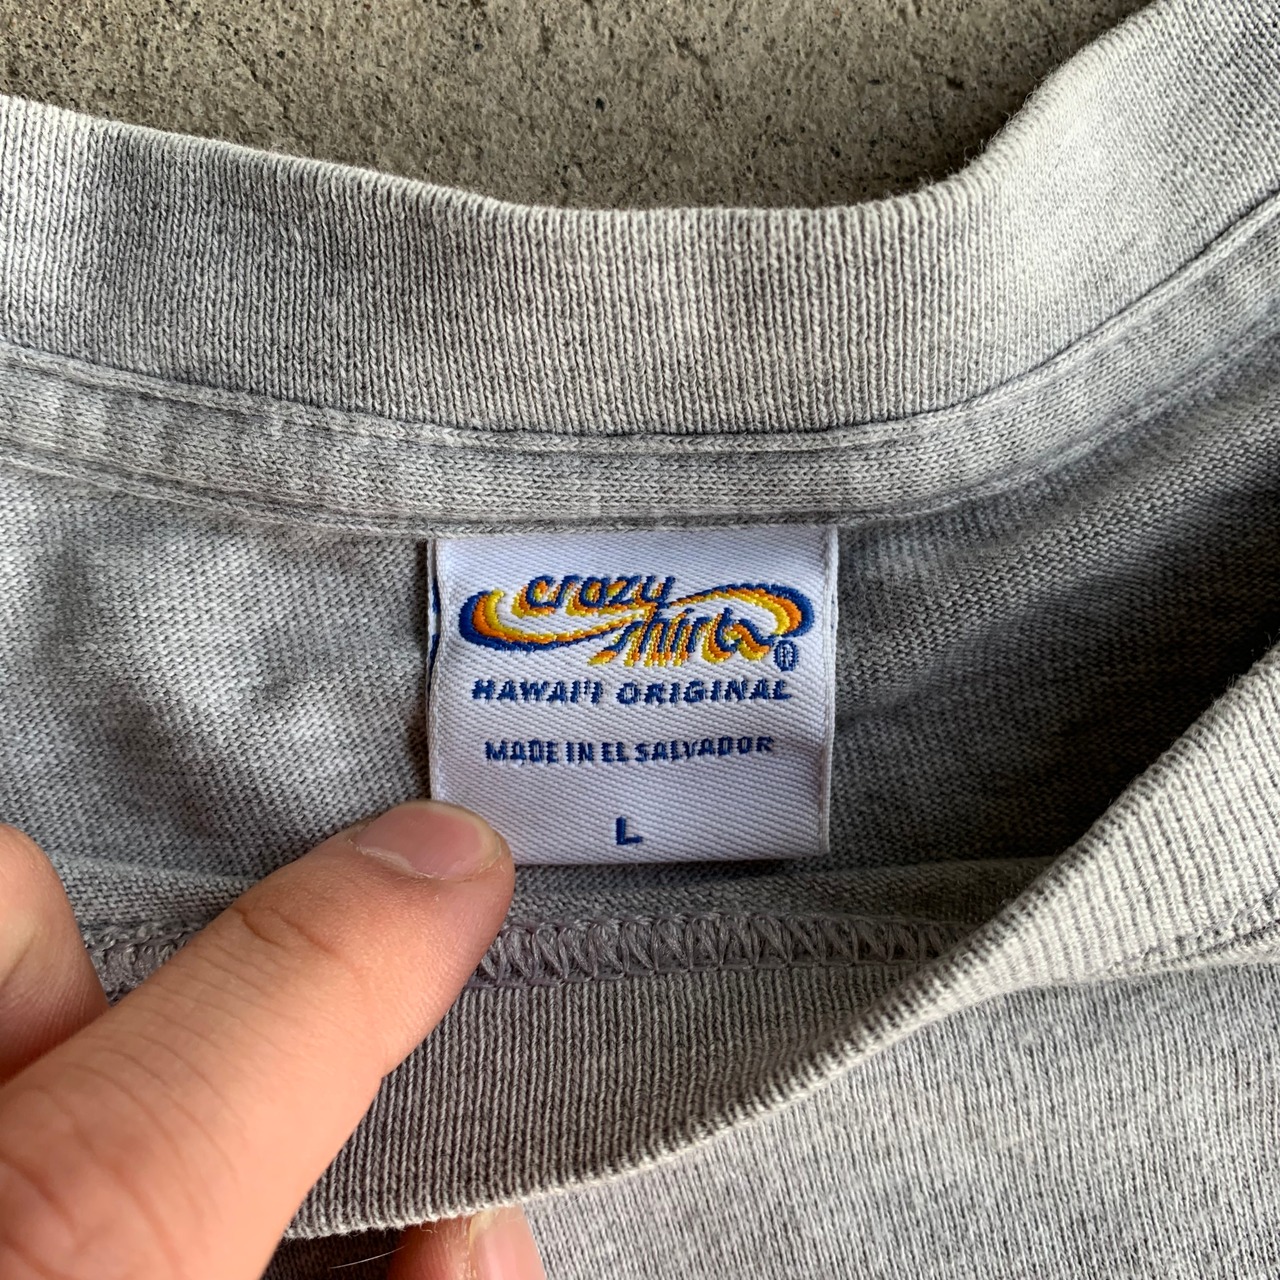 crazy
shirts®
HAWAI'I ORIGINAL
MADE IN EL SALVADOR
L